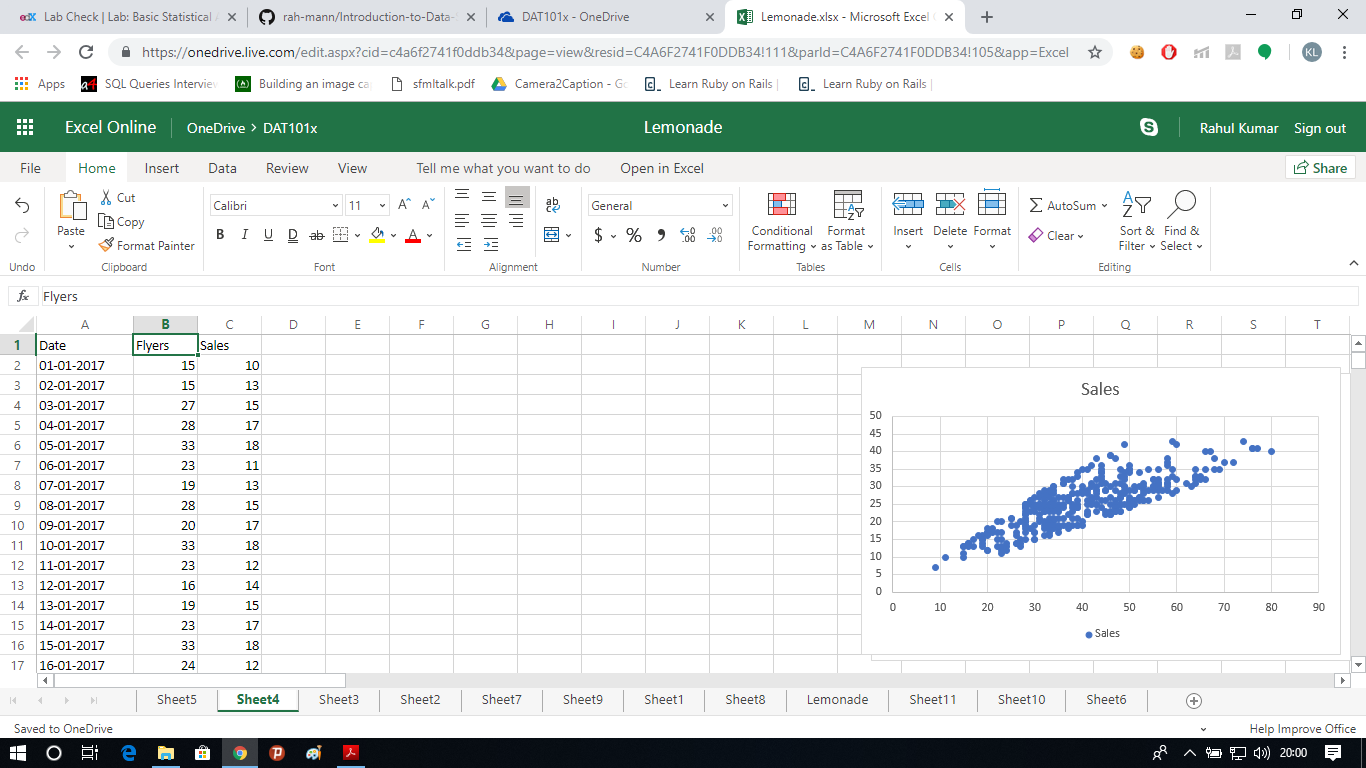 edX Lab Check | Lab: Basic Statistical A
rah-mann/Introduction-to-Data-S
DAT101x - OneDrive
Lemonade.xlsx - Microsoft Excel O
https://onedrive.live.com/edit.aspx?cid=c4a6f2741f0ddb34&page=view&resid=C4A6F2741F0DDB34!111&parId=C4A6F2741F0DDB34!105&app=Excel
KL
Apps
a4 SQL Queries Interview
Building an image ca
sfmltalk.pdf
Camera2Caption - Go
Learn Ruby on Rails |
Learn Ruby on Rails |
Excel Online OneDrive > DAT101x Lemonade Rahul Kumar Sign out
File Home Insert Data Review View Tell me what you want to do Open in Excel Share
Paste Cut
Copy
Format Painter
Calibri 11
B I U D ab A
ab
General
$ % 
Conditional Formatting
Format as Table
Insert Delete Format
AutoSum
Clear
Sort & Filter
Find & Select
Undo Clipboard Font Alignment Number Tables Cells Editing
fx Flyers
A B C D E F G H I J K L M N O P Q R S T
1 Date Flyers Sales
2 01-01-2017 15 10
3 02-01-2017 15 13
4 03-01-2017 27 15
5 04-01-2017 28 17
6 05-01-2017 33 18
7 06-01-2017 23 11
8 07-01-2017 19 13
9 08-01-2017 28 15
10 09-01-2017 20 17
11 10-01-2017 33 18
12 11-01-2017 23 12
13 12-01-2017 16 14
14 13-01-2017 19 15
15 14-01-2017 23 17
16 15-01-2017 33 18
17 16-01-2017 24 12
Sales
50
45
40
35
30
25
20
15
10
5
0
0 10 20 30 40 50 60 70 80 90
Sales
Sheet5 Sheet4 Sheet3 Sheet2 Sheet7 Sheet9 Sheet1 Sheet8 Lemonade Sheet11 Sheet10 Sheet6
Saved to OneDrive Help Improve Office
20:00